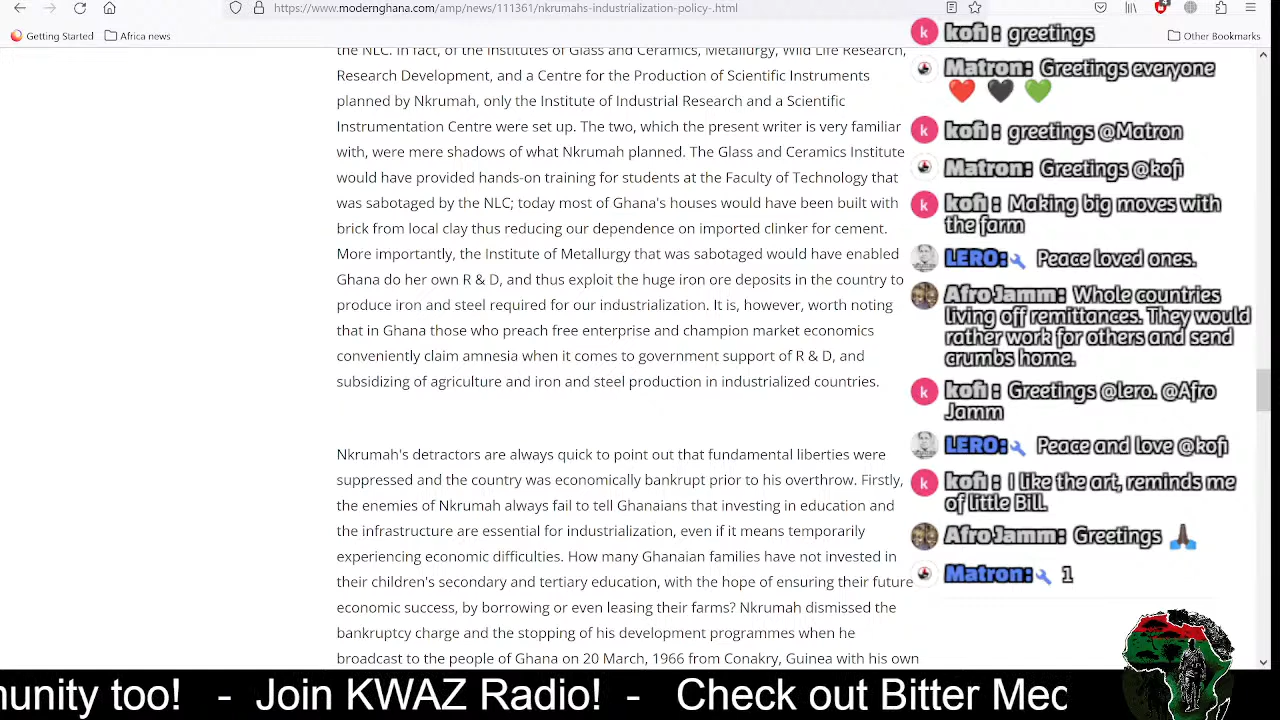 https://www.modernghana.com/amp/news/111361/nkrumahs-industrialization-policy-.html
Getting Started
Africa news
Other Bookmarks
the NLC. In fact, of the Institutes of Glass and Ceramics, Metallurgy, Wild Life Research,
Research Development, and a Centre for the Production of Scientific Instruments
planned by Nkrumah, only the Institute of Industrial Research and a Scientific
Instrumentation Centre were set up. The two, which the present writer is very familiar
with, were mere shadows of what Nkrumah planned. The Glass and Ceramics Institute
would have provided hands-on training for students at the Faculty of Technology that
was sabotaged by the NLC; today most of Ghana's houses would have been built with
brick from local clay thus reducing our dependence on imported clinker for cement.
More importantly, the Institute of Metallurgy that was sabotaged would have enabled
Ghana do her own R & D, and thus exploit the huge iron ore deposits in the country to
produce iron and steel required for our industrialization. It is, however, worth noting
that in Ghana those who preach free enterprise and champion market economics
conveniently claim amnesia when it comes to government support of R & D, and
subsidizing of agriculture and iron and steel production in industrialized countries.
Nkrumah's detractors are always quick to point out that fundamental liberties were
suppressed and the country was economically bankrupt prior to his overthrow. Firstly,
the enemies of Nkrumah always fail to tell Ghanaians that investing in education and
the infrastructure are essential for industrialization, even if it means temporarily
experiencing economic difficulties. How many Ghanaian families have not invested in
their children's secondary and tertiary education, with the hope of ensuring their future
economic success, by borrowing or even leasing their farms? Nkrumah dismissed the
bankruptcy charge and the stopping of his development programmes when he
broadcast to the people of Ghana on 20 March, 1966 from Conakry, Guinea with his own
k kofi : greetings
Matron: Greetings everyone
❤️ 🖤 💚
k kofi : greetings @Matron
Matron: Greetings @kofi
k kofi : Making big moves with
the farm
LERO: Peace loved ones.
Afro Jamm: Whole countries
living off remittances. They would
rather work for others and send
crumbs home.
k kofi : Greetings @lero. @Afro
Jamm
LERO: Peace and love @kofi
k kofi : I like the art, reminds me
of little Bill.
Afro Jamm: Greetings 🙏🏿
Matron: 1
munity too! - Join KWAZ Radio! - Check out Bitter Med